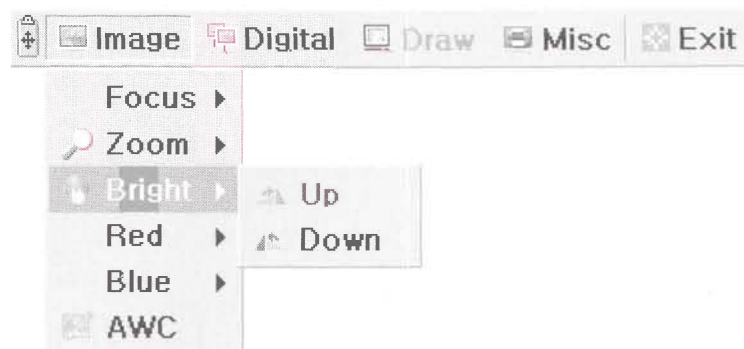 Image Digital Draw Misc Exit
Focus
Zoom
Bright
Up
Red
Down
Blue
AWC